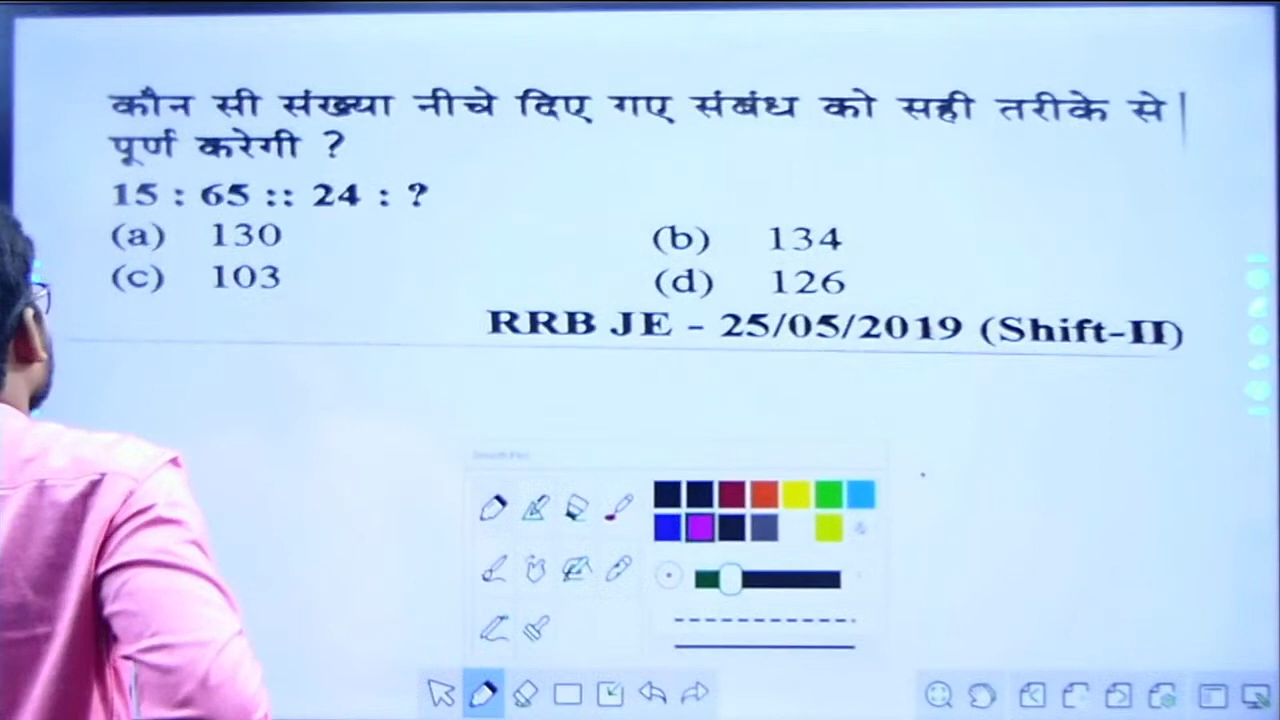 कौन सी संख्या नीचे दिए गए संबंध को सही तरीके से
पूर्ण करेगी ?
15 : 65 :: 24 : ?
(a) 130 (b) 134
(c) 103 (d) 126
RRB JE - 25/05/2019 (Shift-II)